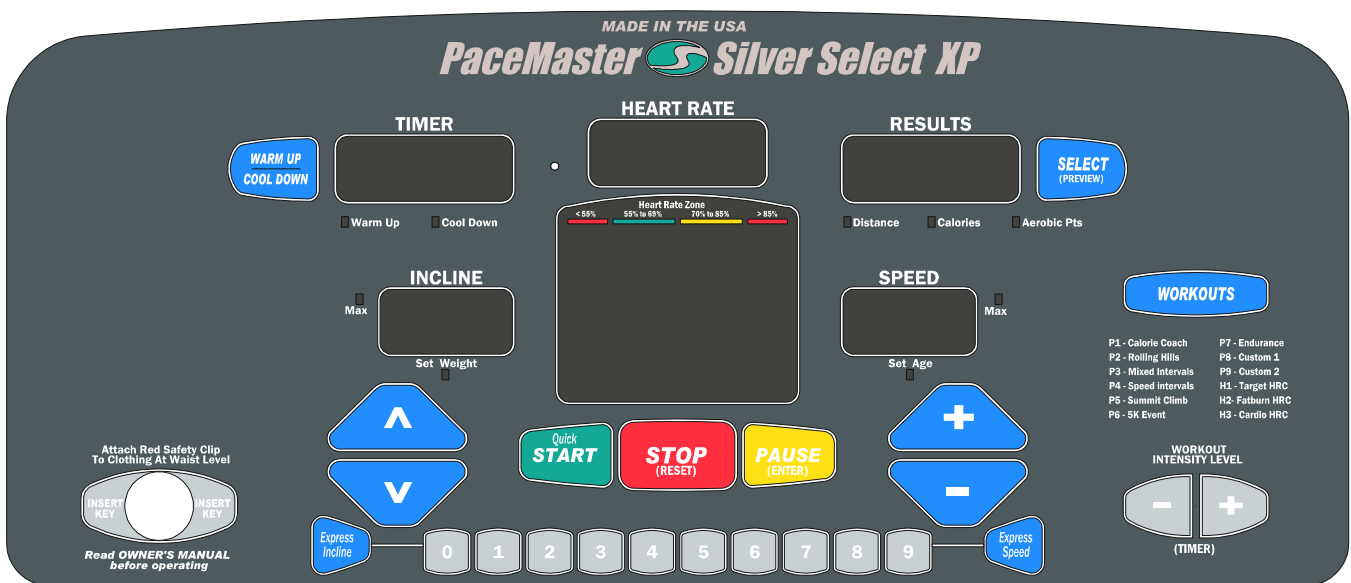 MADE IN THE USA
PaceMaster Silver Select XP
HEART RATE
TIMER
RESULTS
WARM UP
COOL DOWN
SELECT
(PREVIEW)
Heart Rate Zone
< 55% 55% to 69% 70% to 85% > 85%
Warm Up Cool Down
Distance Calories Aerobic Pts
INCLINE
SPEED
Max
Max
Set Weight
Set Age
WORKOUTS
P1 - Calorie Coach
P2 - Rolling Hills
P3 - Mixed Intervals
P4 - Speed intervals
P5 - Summit Climb
P6 - 5K Event
P7 - Endurance
P8 - Custom 1
P9 - Custom 2
H1 - Target HRC
H2- Fatburn HRC
H3 - Cardio HRC
^
+
Quick
START
STOP
(RESET)
PAUSE
(ENTER)
v
-
Attach Red Safety Clip
To Clothing At Waist Level
INSERT
KEY
INSERT
KEY
Read OWNER'S MANUAL
before operating
WORKOUT
INTENSITY LEVEL
- +
(TIMER)
Express
Incline
0 1 2 3 4 5 6 7 8 9
Express
Speed